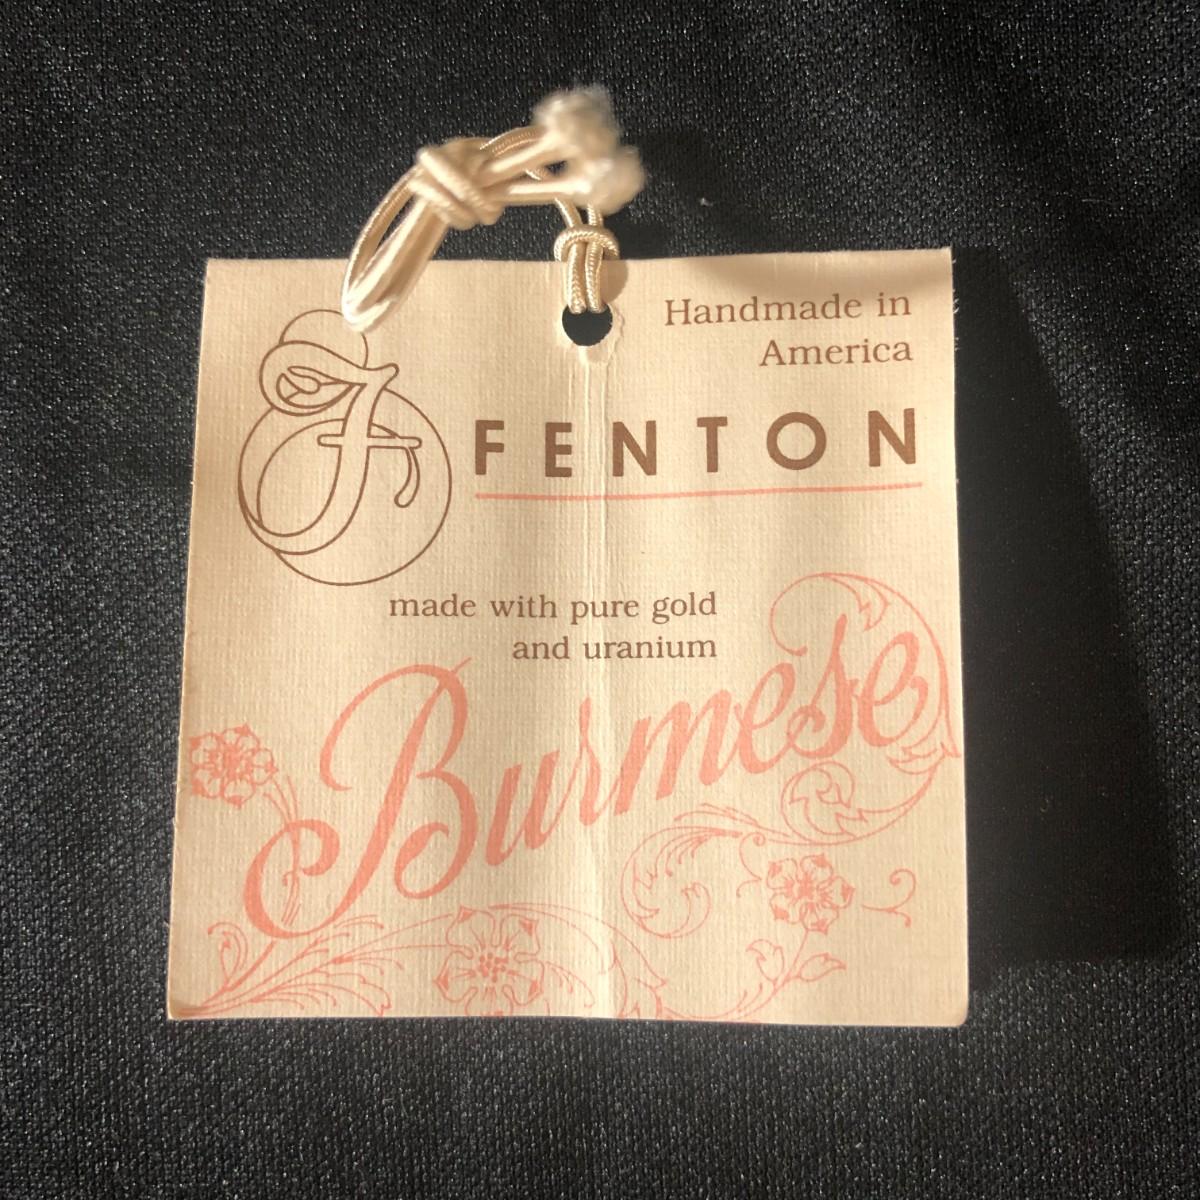 Handmade in
America
F FENTON
made with pure gold
and uranium
Burmese